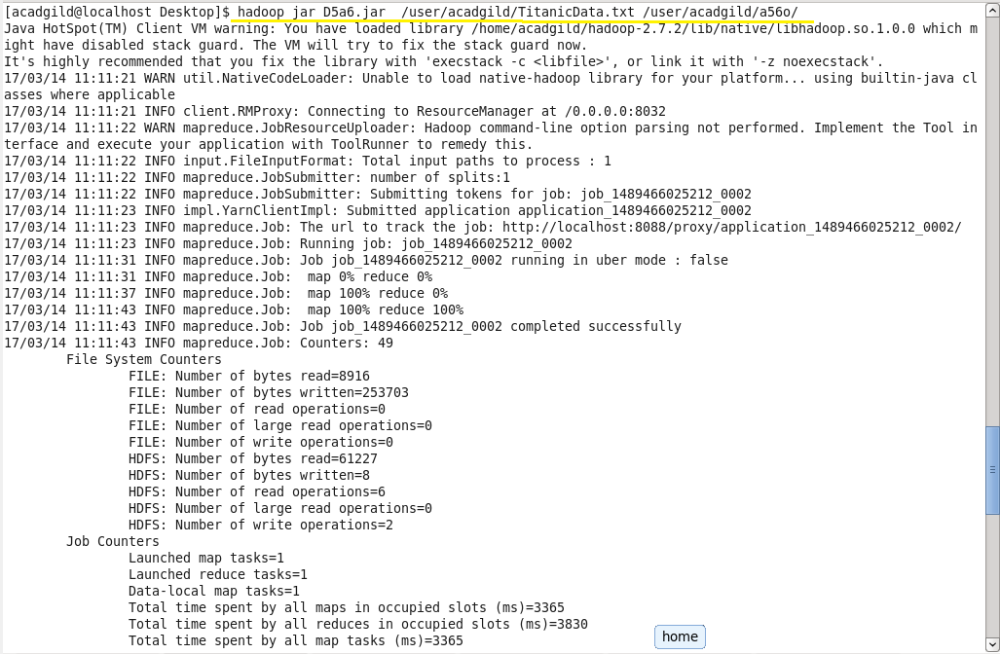 [acadgild@localhost Desktop]$ hadoop jar D5a6.jar  /user/acadgild/TitanicData.txt /user/acadgild/a56o/
Java HotSpot(TM) Client VM warning: You have loaded library /home/acadgild/hadoop-2.7.2/lib/native/libhadoop.so.1.0.0 which m
ight have disabled stack guard. The VM will try to fix the stack guard now.
It's highly recommended that you fix the library with 'execstack -c <libfile>', or link it with '-z noexecstack'.
17/03/14 11:11:21 WARN util.NativeCodeLoader: Unable to load native-hadoop library for your platform... using builtin-java cl
asses where applicable
17/03/14 11:11:21 INFO client.RMProxy: Connecting to ResourceManager at /0.0.0.0:8032
17/03/14 11:11:22 WARN mapreduce.JobResourceUploader: Hadoop command-line option parsing not performed. Implement the Tool in
terface and execute your application with ToolRunner to remedy this.
17/03/14 11:11:22 INFO input.FileInputFormat: Total input paths to process : 1
17/03/14 11:11:22 INFO mapreduce.JobSubmitter: number of splits:1
17/03/14 11:11:22 INFO mapreduce.JobSubmitter: Submitting tokens for job: job_1489466025212_0002
17/03/14 11:11:23 INFO impl.YarnClientImpl: Submitted application application_1489466025212_0002
17/03/14 11:11:23 INFO mapreduce.Job: The url to track the job: http://localhost:8088/proxy/application_1489466025212_0002/
17/03/14 11:11:23 INFO mapreduce.Job: Running job: job_1489466025212_0002
17/03/14 11:11:31 INFO mapreduce.Job: Job job_1489466025212_0002 running in uber mode : false
17/03/14 11:11:31 INFO mapreduce.Job:  map 0% reduce 0%
17/03/14 11:11:37 INFO mapreduce.Job:  map 100% reduce 0%
17/03/14 11:11:43 INFO mapreduce.Job:  map 100% reduce 100%
17/03/14 11:11:43 INFO mapreduce.Job: Job job_1489466025212_0002 completed successfully
17/03/14 11:11:43 INFO mapreduce.Job: Counters: 49
File System Counters
FILE: Number of bytes read=8916
FILE: Number of bytes written=253703
FILE: Number of read operations=0
FILE: Number of large read operations=0
FILE: Number of write operations=0
HDFS: Number of bytes read=61227
HDFS: Number of bytes written=8
HDFS: Number of read operations=6
HDFS: Number of large read operations=0
HDFS: Number of write operations=2
Job Counters
Launched map tasks=1
Launched reduce tasks=1
Data-local map tasks=1
Total time spent by all maps in occupied slots (ms)=3365
Total time spent by all reduces in occupied slots (ms)=3830
Total time spent by all map tasks (ms)=3365
home